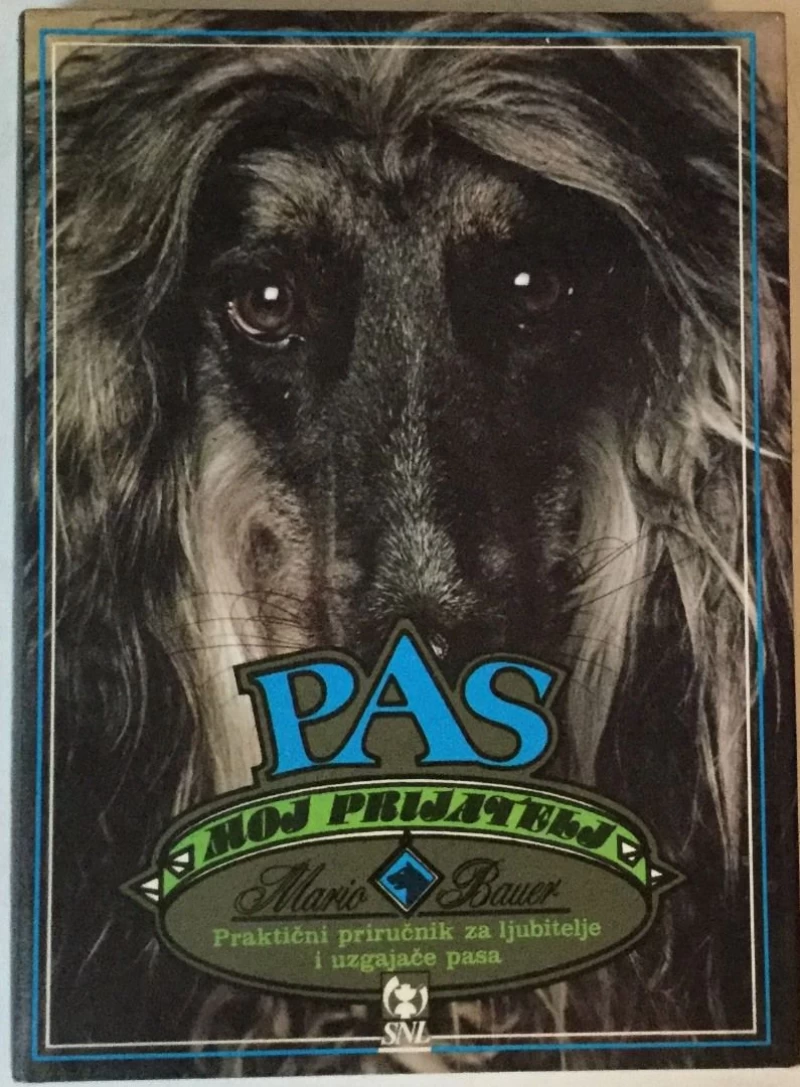 PAS
MOJ PRIJATELJ
Mario Bauer
Praktični priručnik za ljubitelje
i uzgajače pasa
SNL